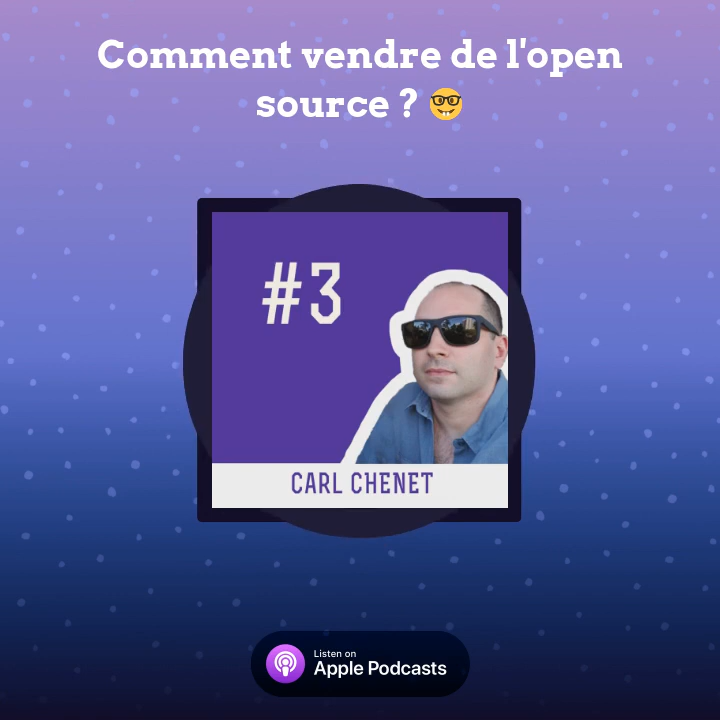 Comment vendre de l'open
source ? 🤓
#3
CARL CHENET
Listen on
Apple Podcasts